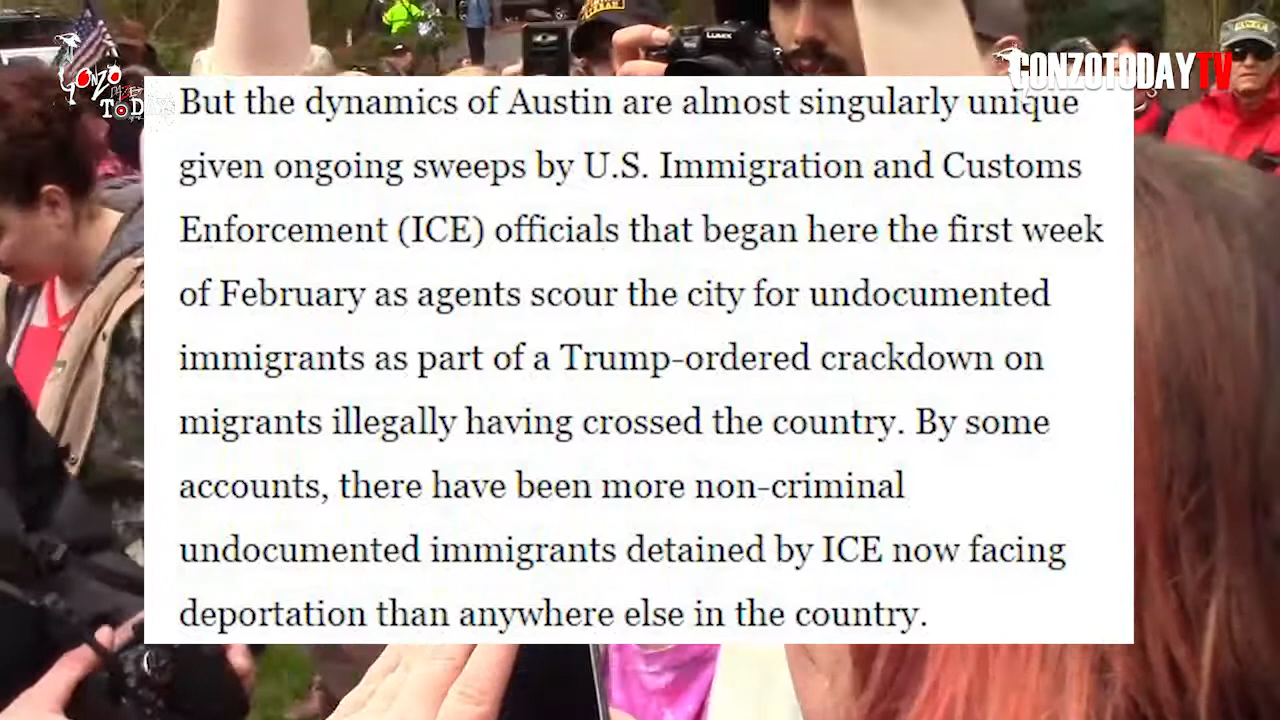 LUMIX
GONZO
TODAY
GONZOTODAYTV
But the dynamics of Austin are almost singularly unique
given ongoing sweeps by U.S. Immigration and Customs
Enforcement (ICE) officials that began here the first week
of February as agents scour the city for undocumented
immigrants as part of a Trump-ordered crackdown on
migrants illegally having crossed the country. By some
accounts, there have been more non-criminal
undocumented immigrants detained by ICE now facing
deportation than anywhere else in the country.